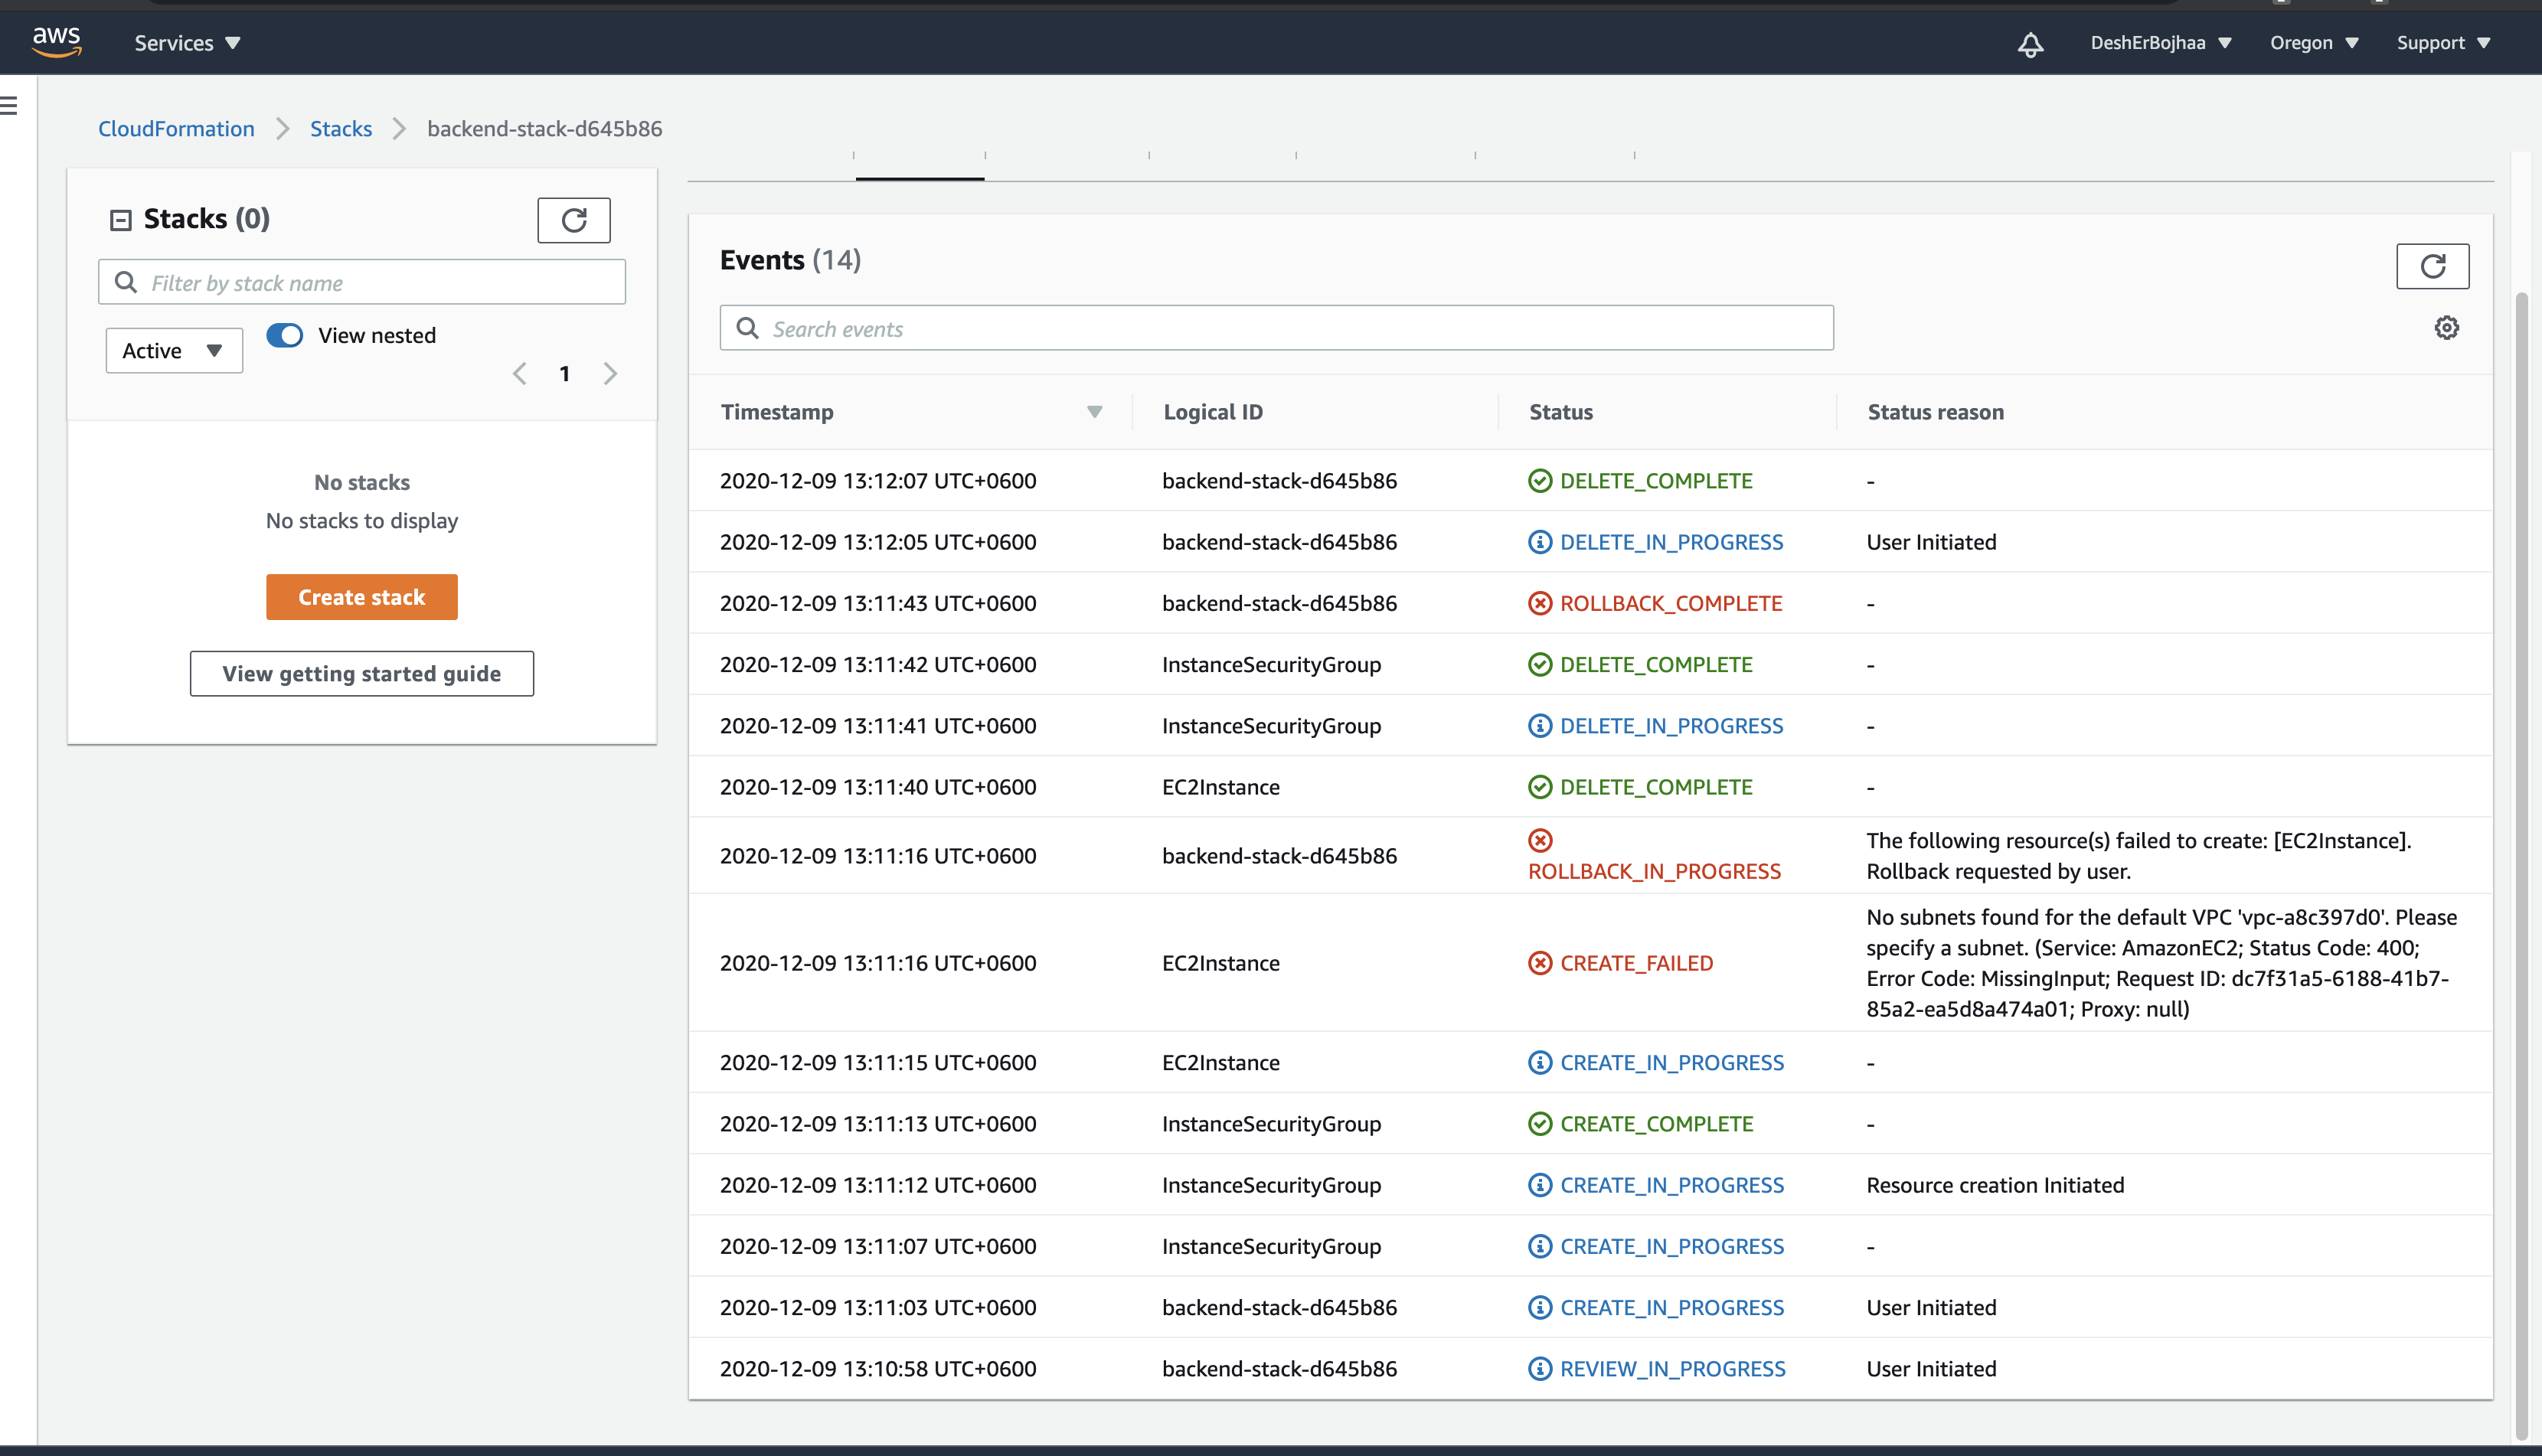 aws
Services
DeshErBojhaa
Oregon
Support
CloudFormation
Stacks
backend-stack-d645b86
Stacks (0)
Filter by stack name
Active
View nested
1
No stacks
No stacks to display
Create stack
View getting started guide
Events (14)
Search events
Timestamp Logical ID Status Status reason
2020-12-09 13:12:07 UTC+0600 backend-stack-d645b86 DELETE_COMPLETE -
2020-12-09 13:12:05 UTC+0600 backend-stack-d645b86 DELETE_IN_PROGRESS User Initiated
2020-12-09 13:11:43 UTC+0600 backend-stack-d645b86 ROLLBACK_COMPLETE -
2020-12-09 13:11:42 UTC+0600 InstanceSecurityGroup DELETE_COMPLETE -
2020-12-09 13:11:41 UTC+0600 InstanceSecurityGroup DELETE_IN_PROGRESS -
2020-12-09 13:11:40 UTC+0600 EC2Instance DELETE_COMPLETE -
2020-12-09 13:11:16 UTC+0600 backend-stack-d645b86 ROLLBACK_IN_PROGRESS The following resource(s) failed to create: [EC2Instance].
Rollback requested by user.
2020-12-09 13:11:16 UTC+0600 EC2Instance CREATE_FAILED No subnets found for the default VPC 'vpc-a8c397d0'. Please
specify a subnet. (Service: AmazonEC2; Status Code: 400;
Error Code: MissingInput; Request ID: dc7f31a5-6188-41b7-
85a2-ea5d8a474a01; Proxy: null)
2020-12-09 13:11:15 UTC+0600 EC2Instance CREATE_IN_PROGRESS -
2020-12-09 13:11:13 UTC+0600 InstanceSecurityGroup CREATE_COMPLETE -
2020-12-09 13:11:12 UTC+0600 InstanceSecurityGroup CREATE_IN_PROGRESS Resource creation Initiated
2020-12-09 13:11:07 UTC+0600 InstanceSecurityGroup CREATE_IN_PROGRESS -
2020-12-09 13:11:03 UTC+0600 backend-stack-d645b86 CREATE_IN_PROGRESS User Initiated
2020-12-09 13:10:58 UTC+0600 backend-stack-d645b86 REVIEW_IN_PROGRESS User Initiated